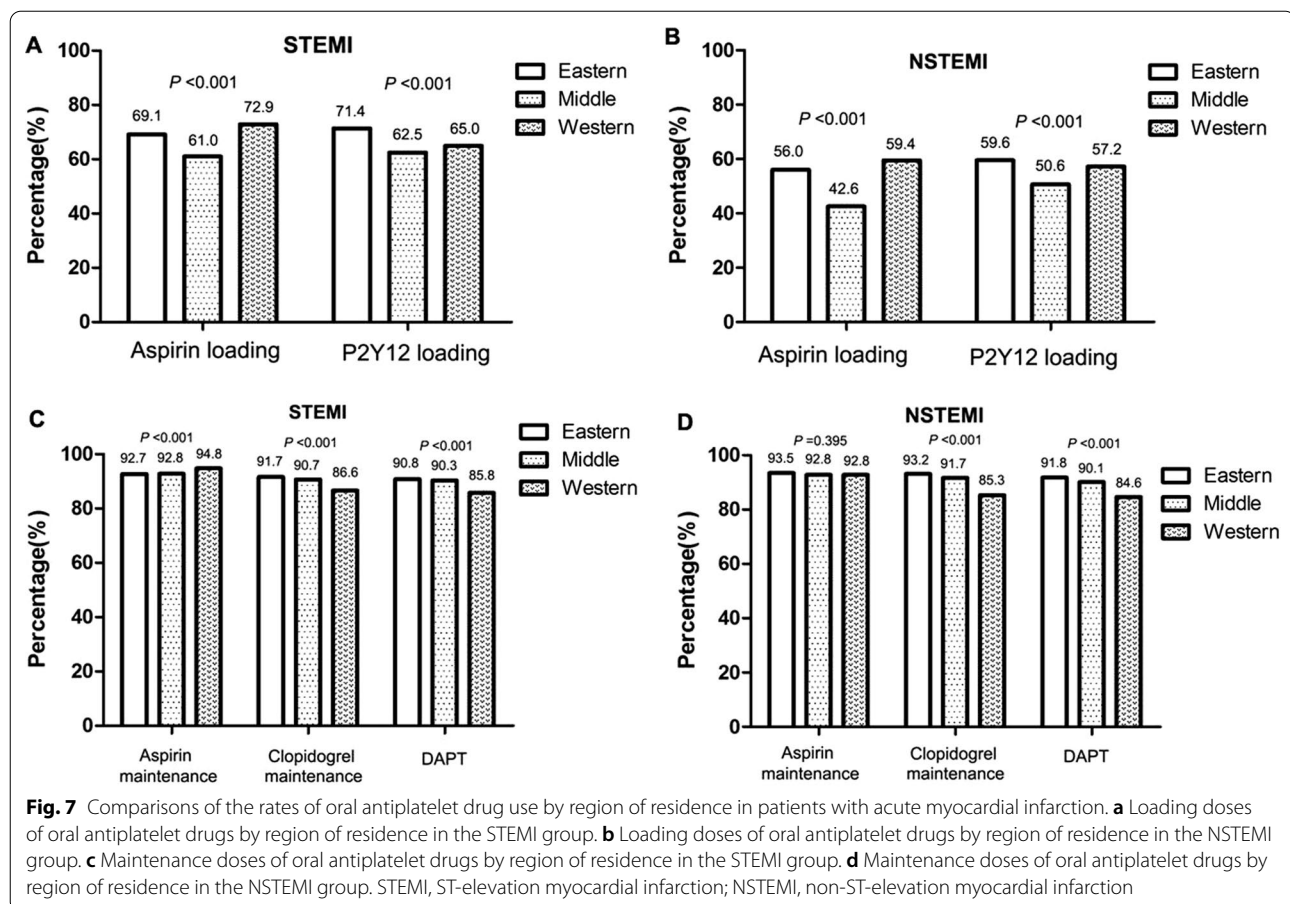 A
STEMI
Percentage(%)
100
80
60
40
20
0
P <0.001
P <0.001
69.1
61.0
72.9
71.4
62.5
65.0
Aspirin loading
P2Y12 loading
Eastern
Middle
Western
B
NSTEMI
Percentage(%)
100
80
60
40
20
0
P <0.001
P <0.001
56.0
42.6
59.4
59.6
50.6
57.2
Aspirin loading
P2Y12 loading
Eastern
Middle
Western
C
STEMI
Percentage(%)
100
80
60
40
20
0
P <0.001
P <0.001
P <0.001
92.7 92.8 94.8
91.7 90.7 86.6
90.8 90.3 85.8
Aspirin
maintenance
Clopidogrel
maintenance
DAPT
Eastern
Middle
Western
D
NSTEMI
Percentage(%)
100
80
60
40
20
0
P =0.395
P <0.001
P <0.001
93.5 92.8 92.8
93.2 91.7 85.3
91.8 90.1 84.6
Aspirin
maintenance
Clopidogrel
maintenance
DAPT
Eastern
Middle
Western
Fig. 7 Comparisons of the rates of oral antiplatelet drug use by region of residence in patients with acute myocardial infarction. a Loading doses
of oral antiplatelet drugs by region of residence in the STEMI group. b Loading doses of oral antiplatelet drugs by region of residence in the NSTEMI
group. c Maintenance doses of oral antiplatelet drugs by region of residence in the STEMI group. d Maintenance doses of oral antiplatelet drugs by
region of residence in the NSTEMI group. STEMI, ST-elevation myocardial infarction; NSTEMI, non-ST-elevation myocardial infarction